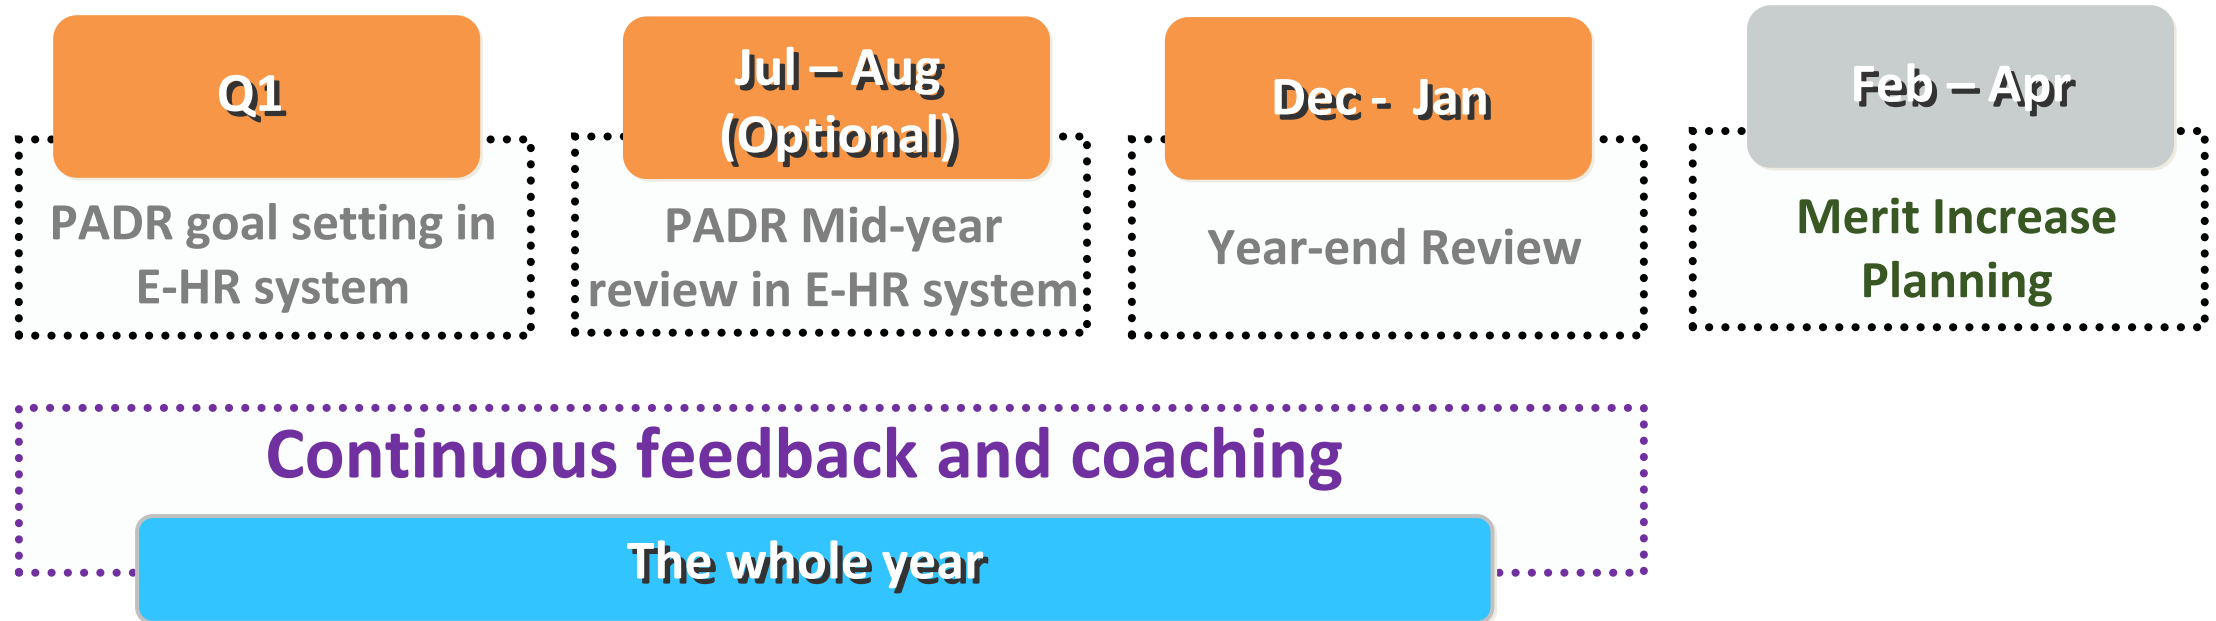 Q1
PADR goal setting in
E-HR system
Jul – Aug
(Optional)
PADR Mid-year
review in E-HR system
Dec - Jan
Year-end Review
Feb – Apr
Merit Increase
Planning
Continuous feedback and coaching
The whole year